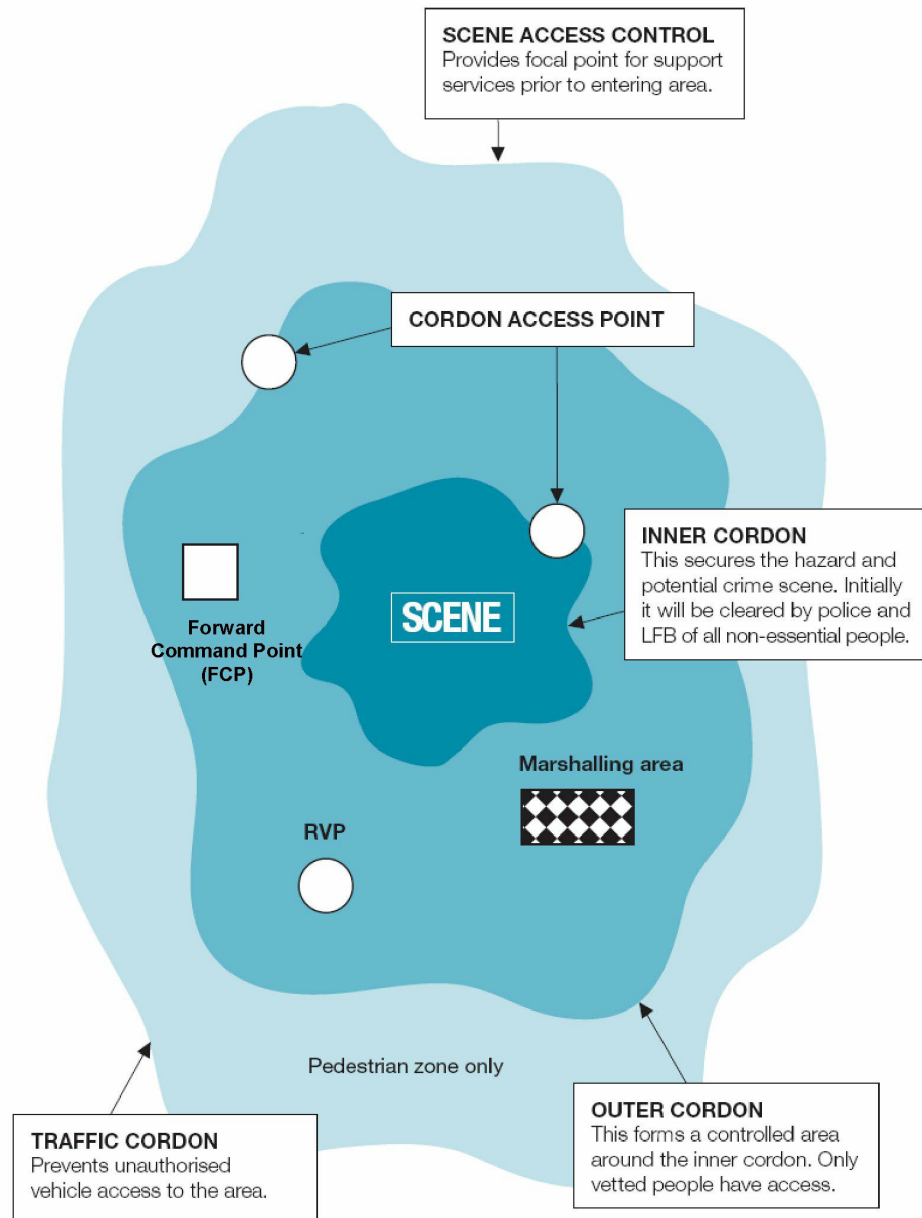 SCENE ACCESS CONTROL
Provides focal point for support
services prior to entering area.
CORDON ACCESS POINT
INNER CORDON
This secures the hazard and
potential crime scene. Initially
it will be cleared by police and
LFB of all non-essential people.
SCENE
Forward
Command Point
(FCP)
Marshalling area
RVP
Pedestrian zone only
OUTER CORDON
This forms a controlled area
around the inner cordon. Only
vetted people have access.
TRAFFIC CORDON
Prevents unauthorised
vehicle access to the area.